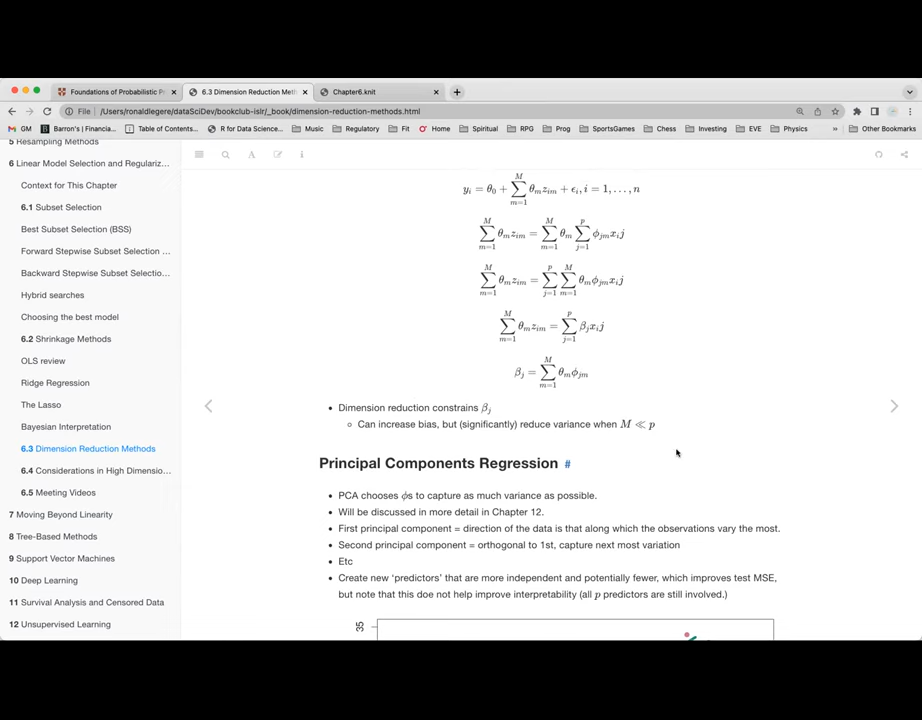 Foundations of Probabilistic Pr
6.3 Dimension Reduction Meth
Chapter6.knit
File /Users/ronaldlegere/dataSciDev/bookclub-islr/_book/dimension-reduction-methods.html
GM Barron's | Financia... Table of Contents... R for Data Science... Music Regulatory Fit Home Spiritual RPG Prog SportsGames Chess Investing EVE Physics » Other Bookmarks
5 Resampling Methods
6 Linear Model Selection and Regulariz...
Context for This Chapter
6.1 Subset Selection
Best Subset Selection (BSS)
Forward Stepwise Subset Selection ...
Backward Stepwise Subset Selectio...
Hybrid searches
Choosing the best model
6.2 Shrinkage Methods
OLS review
Ridge Regression
The Lasso
Bayesian Interpretation
6.3 Dimension Reduction Methods
6.4 Considerations in High Dimensio...
6.5 Meeting Videos
7 Moving Beyond Linearity
8 Tree-Based Methods
9 Support Vector Machines
10 Deep Learning
11 Survival Analysis and Censored Data
12 Unsupervised Learning
y_i = θ_0 + ∑_{m=1}^{M} θ_m z_{im} + ϵ_i, i = 1, . . . , n
∑_{m=1}^{M} θ_m z_{im} = ∑_{m=1}^{M} θ_m ∑_{j=1}^{p} ϕ_{jm} x_i j
∑_{m=1}^{M} θ_m z_{im} = ∑_{j=1}^{p} ∑_{m=1}^{M} θ_m ϕ_{jm} x_i j
∑_{m=1}^{M} θ_m z_{im} = ∑_{j=1}^{p} β_j x_i j
β_j = ∑_{m=1}^{M} θ_m ϕ_{jm}
• Dimension reduction constrains β_j
◦ Can increase bias, but (significantly) reduce variance when M ≪ p
Principal Components Regression #
• PCA chooses ϕs to capture as much variance as possible.
• Will be discussed in more detail in Chapter 12.
• First principal component = direction of the data is that along which the observations vary the most.
• Second principal component = orthogonal to 1st, capture next most variation
• Etc
• Create new ‘predictors’ that are more independent and potentially fewer, which improves test MSE,
but note that this doe not help improve interpretability (all p predictors are still involved.)
35